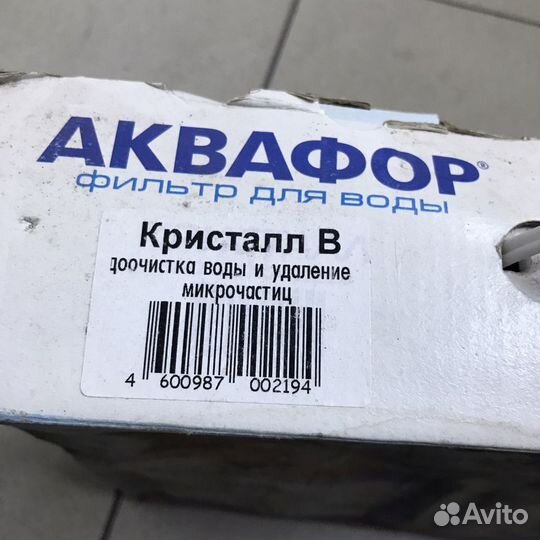 АКВАФОР®
фильтр для воды
Кристалл В
доочистка воды и удаление
микрочастиц
4 600987 002194
Avito